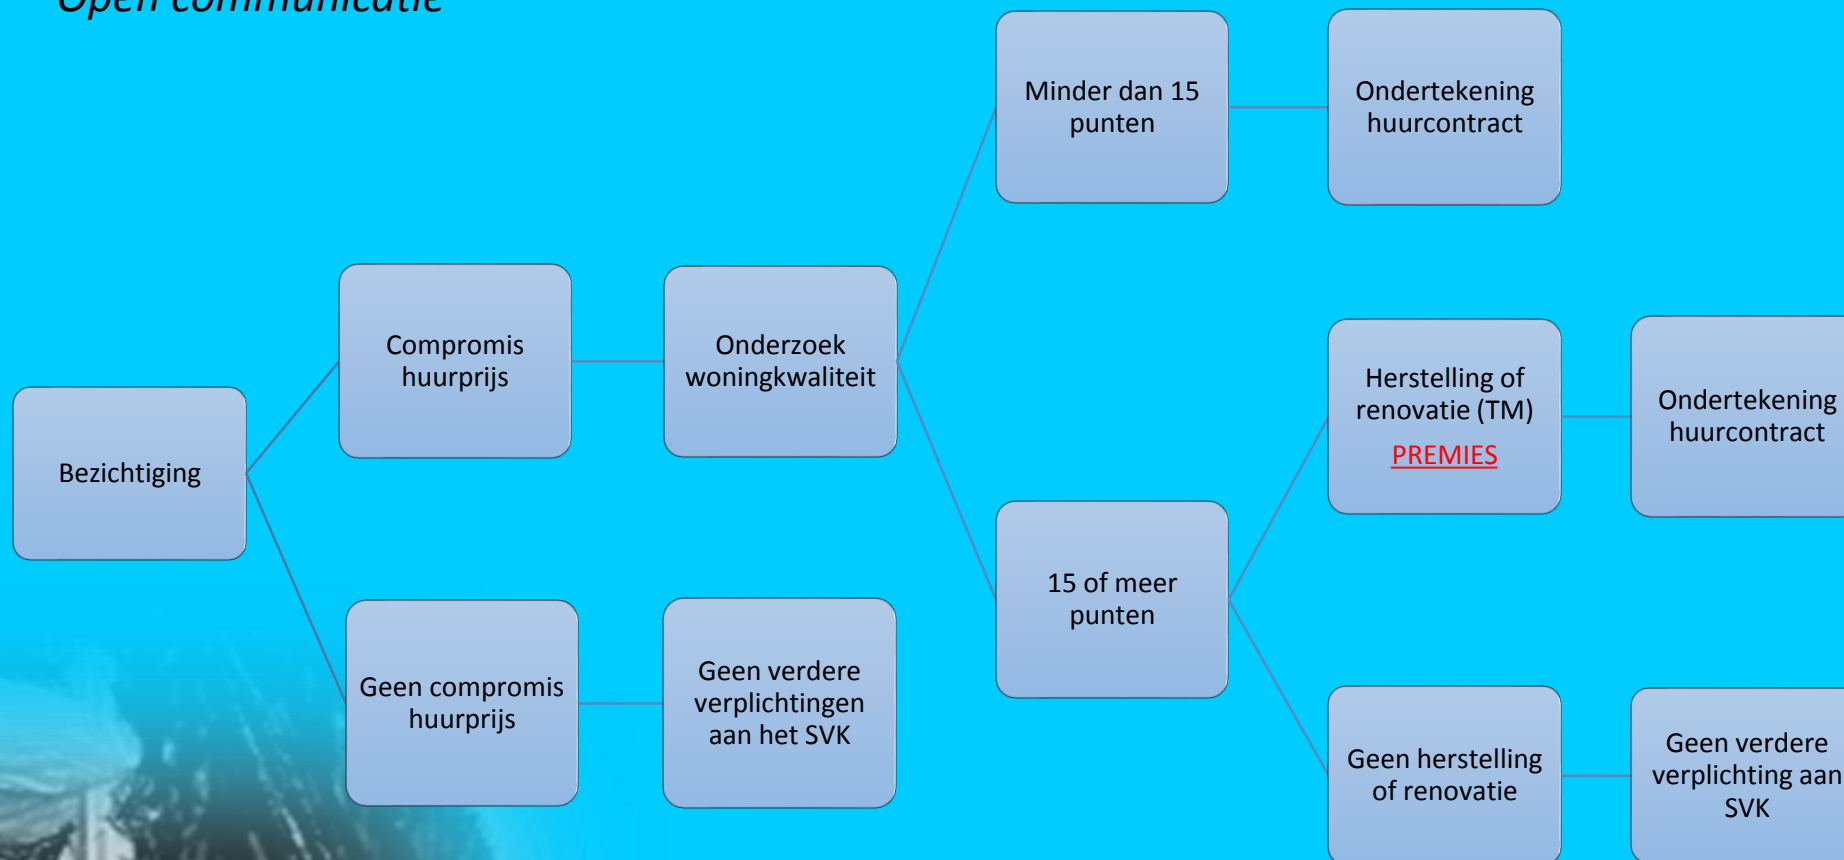 Open communicatie
Minder dan 15
punten
Ondertekening
huurcontract
Compromis
huurprijs
Onderzoek
woningkwaliteit
Herstelling of
renovatie (TM)
PREMIES
Ondertekening
huurcontract
Bezichtiging
15 of meer
punten
Geen compromis
huurprijs
Geen verdere
verplichtingen
aan het SVK
Geen herstelling
of renovatie
Geen verdere
verplichting aan
SVK